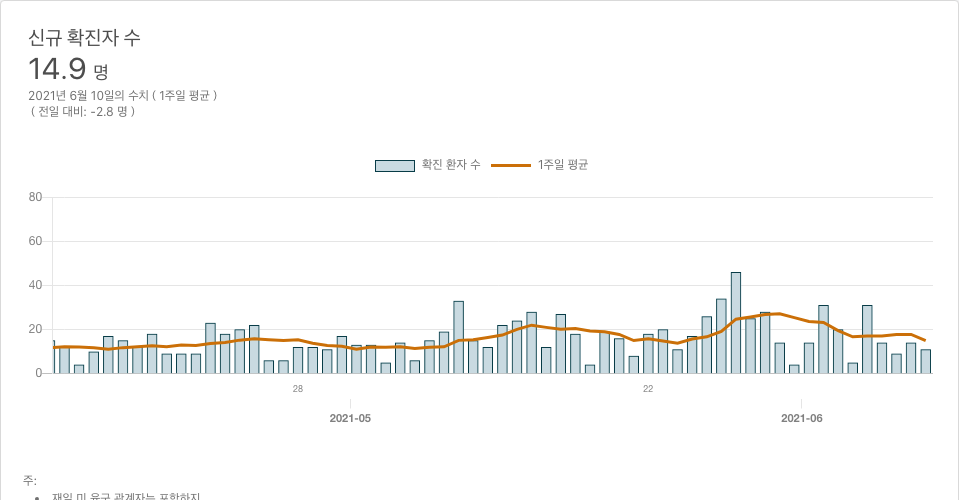 신규 확진자 수
14.9 명
2021년 6월 10일의 수치 ( 1주일 평균 )
( 전일 대비: -2.8 명 )
확진 환자 수 1주일 평균
80
60
40
20
0
28 22
2021-05 2021-06
주:
• 재일 미 육군 관계자는 포함하지